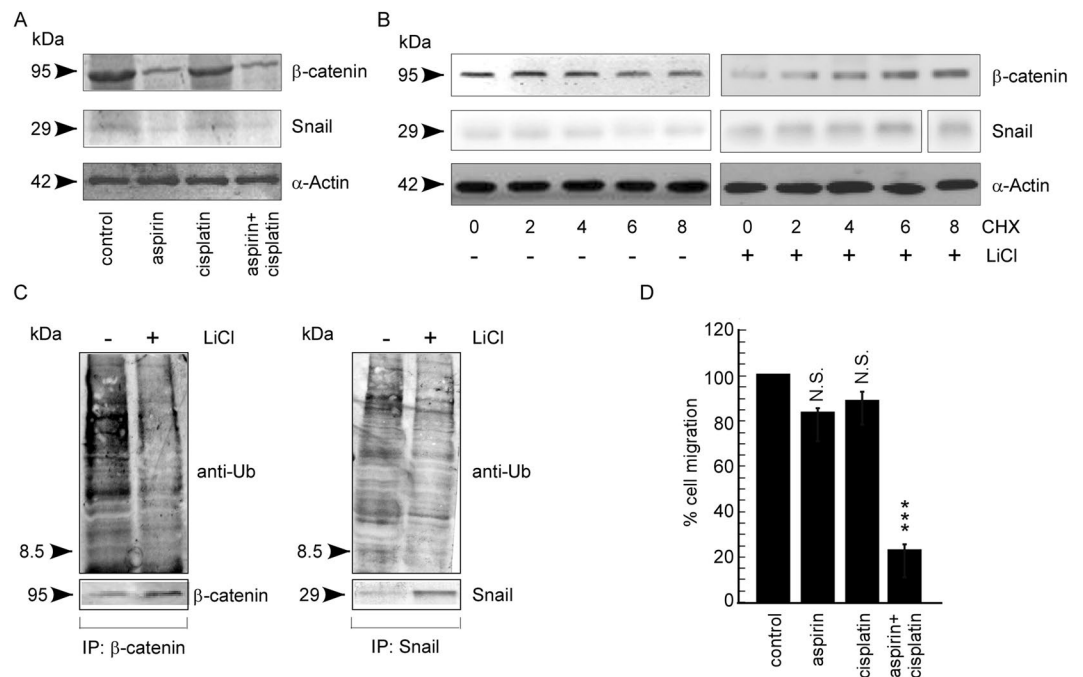 A
kDa
95
β-catenin
29
Snail
42
α-Actin
control
aspirin
cisplatin
aspirin+
cisplatin
B
kDa
95
β-catenin
29
Snail
42
α-Actin
0 2 4 6 8 0 2 4 6 8 CHX
- - - - - + + + + + LiCl
C
kDa - + LiCl
anti-Ub
8.5
95
β-catenin
IP: β-catenin
kDa - + LiCl
anti-Ub
8.5
29
Snail
IP: Snail
D
120
100
80
60
40
20
0
% cell migration
N.S.
N.S.
***
control
aspirin
cisplatin
aspirin+
cisplatin